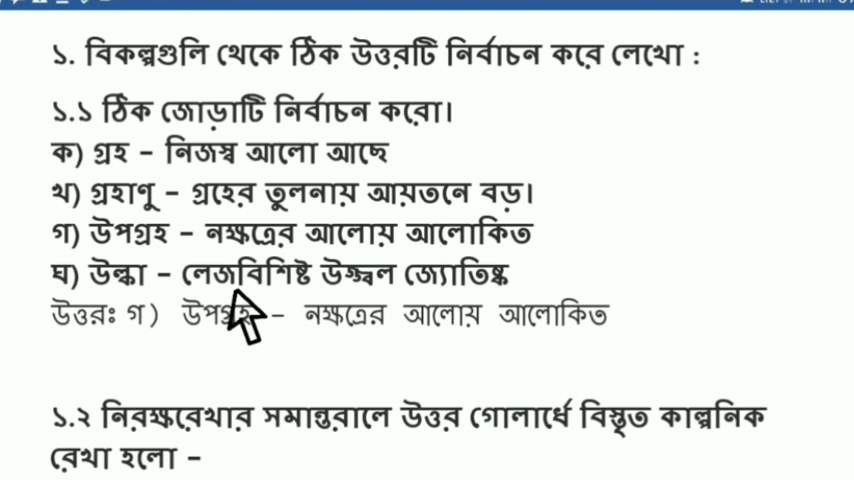 ১. বিকল্পগুলি থেকে ঠিক উত্তরটি নির্বাচন করে লেখো :
১.১ ঠিক জোড়াটি নির্বাচন করো।
ক) গ্রহ – নিজস্ব আলো আছে
খ) গ্রহাণু – গ্রহের তুলনায় আয়তনে বড়।
গ) উপগ্রহ – নক্ষত্রের আলোয় আলোকিত
ঘ) উল্কা – লেজবিশিষ্ট উজ্জ্বল জ্যোতিষ্ক
উত্তরঃ গ) উপগ্রহ – নক্ষত্রের আলোয় আলোকিত
১.২ নিরক্ষরেখার সমান্তরালে উত্তর গোলার্ধে বিস্তৃত কাল্পনিক
রেখা হলো –